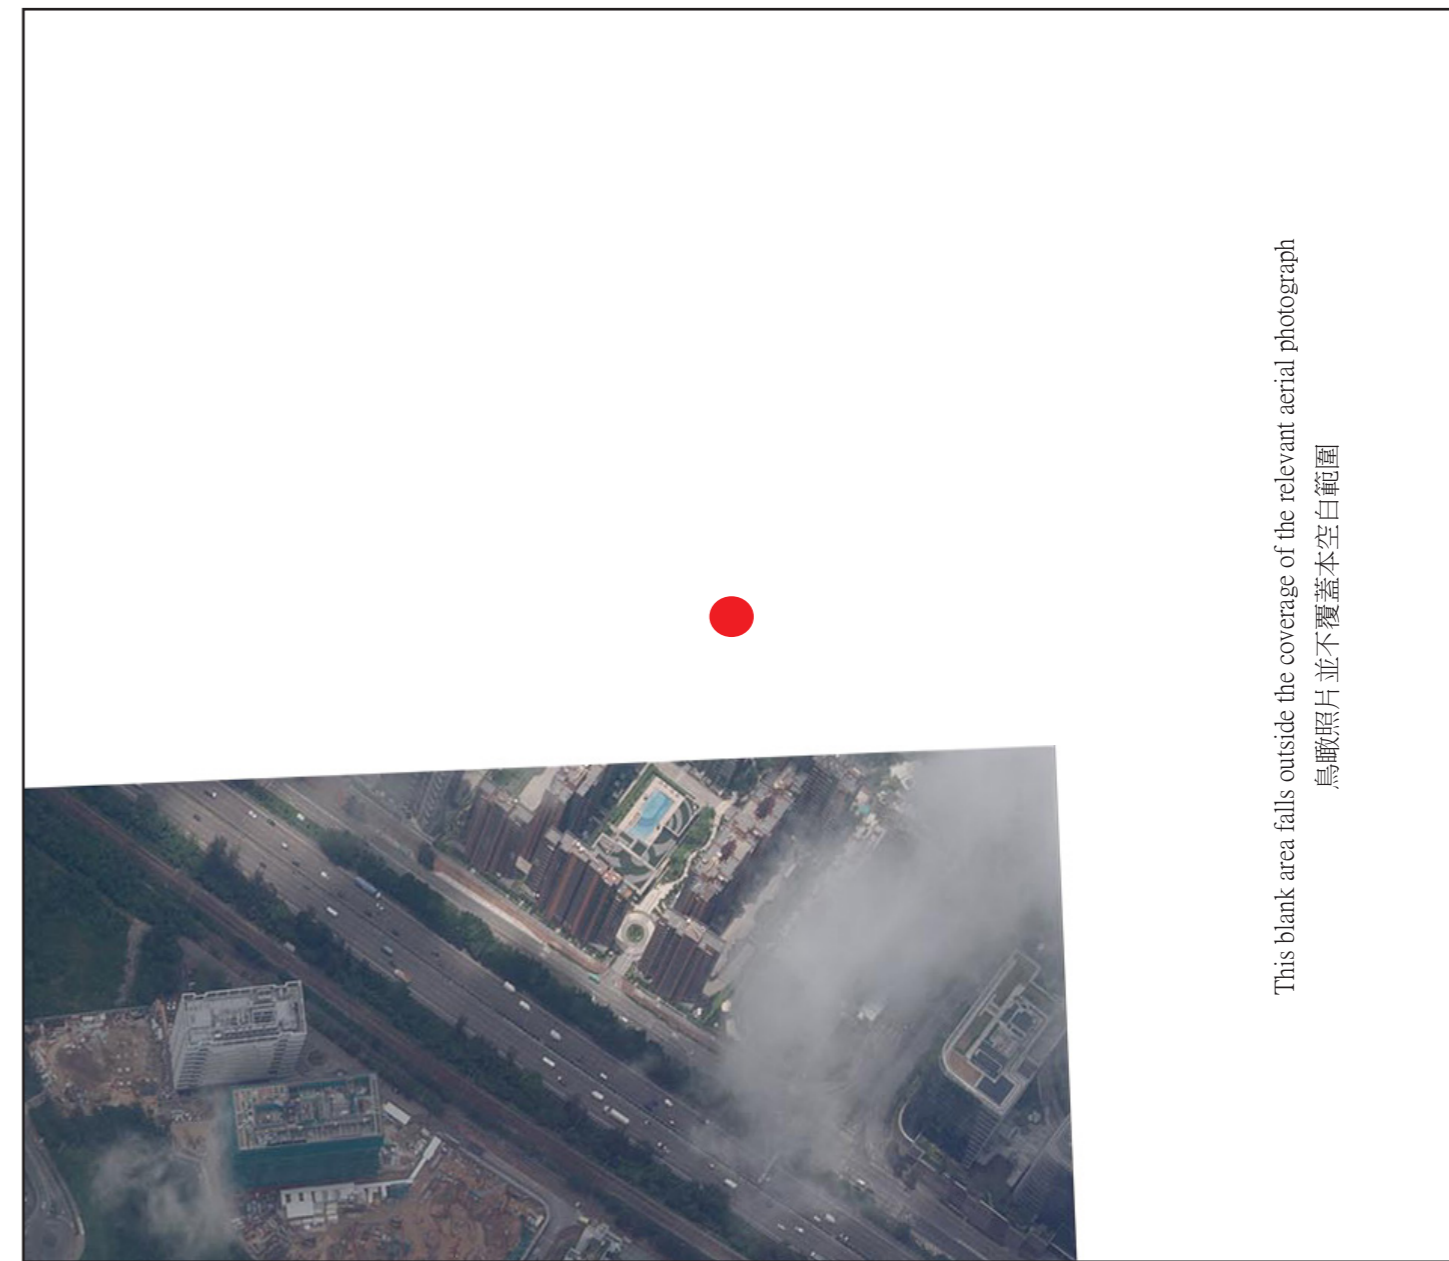 This blank area falls outside the coverage of the relevant aerial photograph
鳥瞰照片並不覆蓋本空白範圍